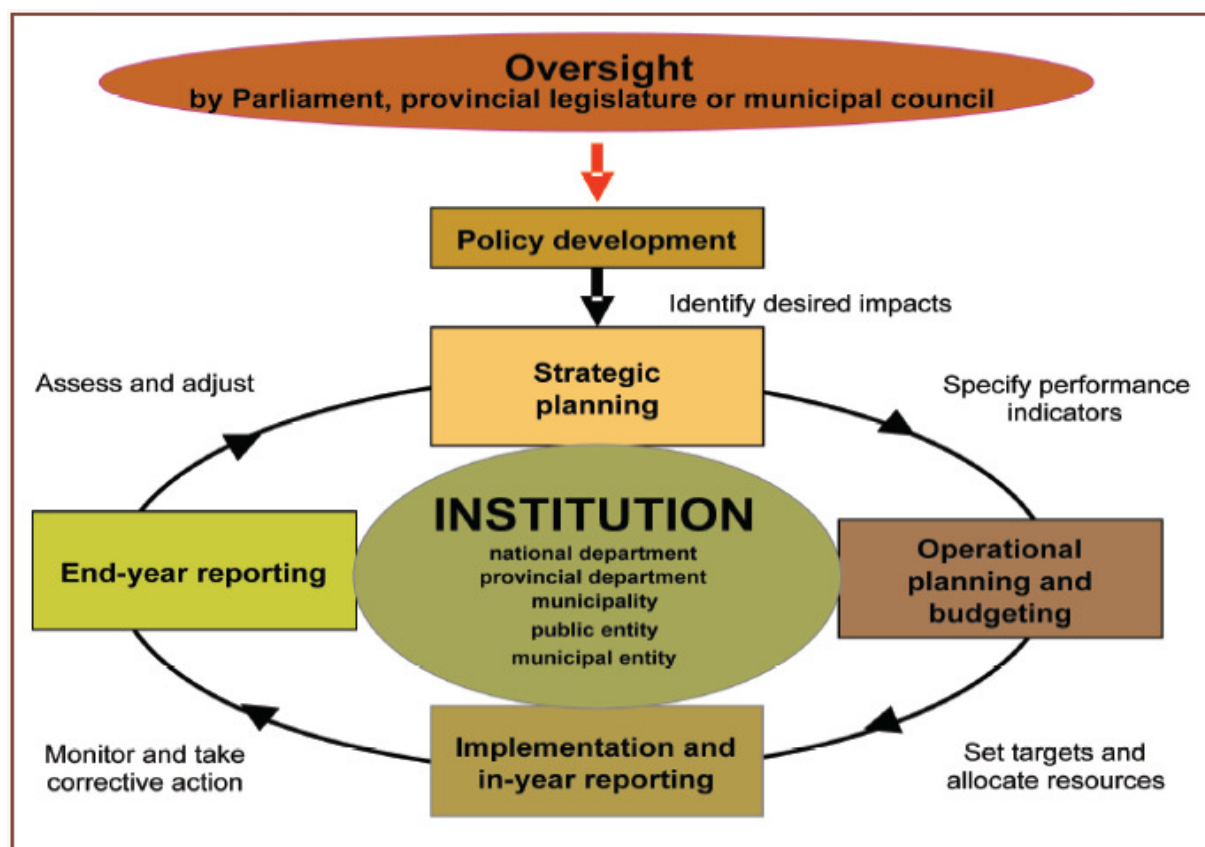 Oversight
by Parliament, provincial legislature or municipal council
Policy development
Identify desired impacts
Strategic
planning
Assess and adjust
Specify performance
indicators
INSTITUTION
national department
provincial department
municipality
public entity
municipal entity
End-year reporting
Operational
planning and
budgeting
Implementation and
in-year reporting
Monitor and take
corrective action
Set targets and
allocate resources